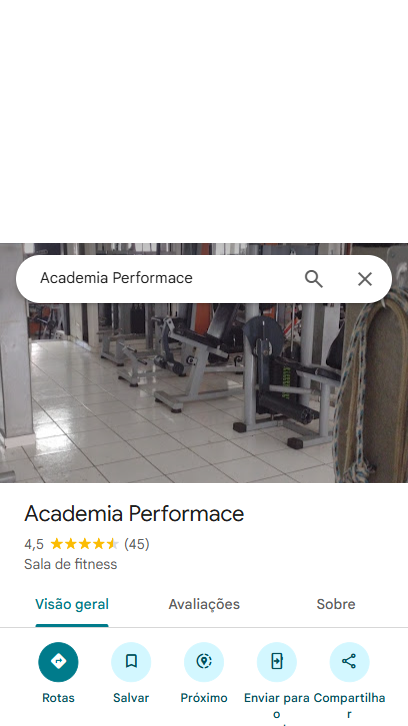 Academia Performace
Academia Performace
4,5 (45)
Sala de fitness
Visão geral Avaliações Sobre
Rotas Salvar Próximo Enviar para o Compartilhar